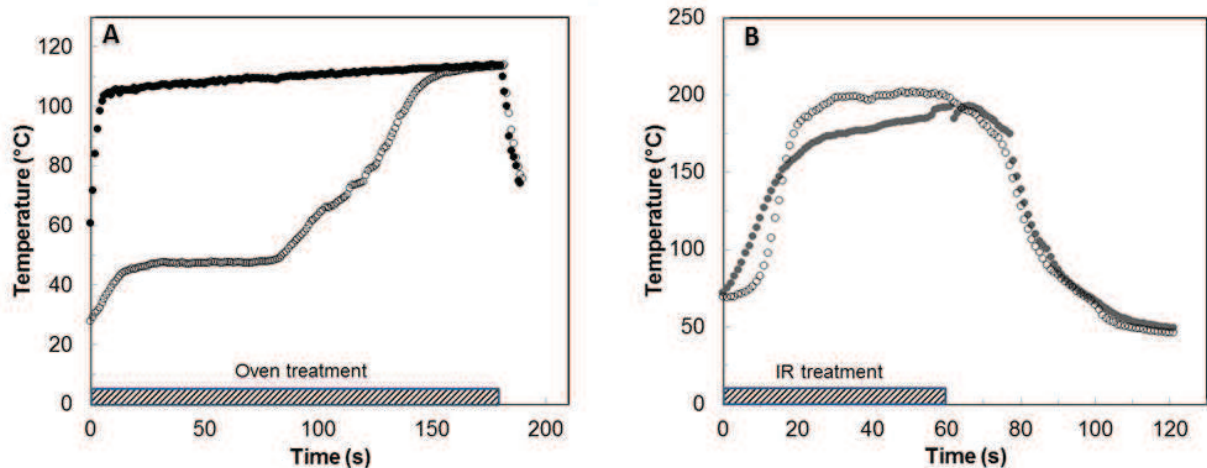 A
120
100
80
60
40
20
0
Temperature (°C)
Oven treatment
0 50 100 150 200
Time (s)
B
250
200
150
100
50
0
Temperature (°C)
IR treatment
0 20 40 60 80 100 120
Time (s)